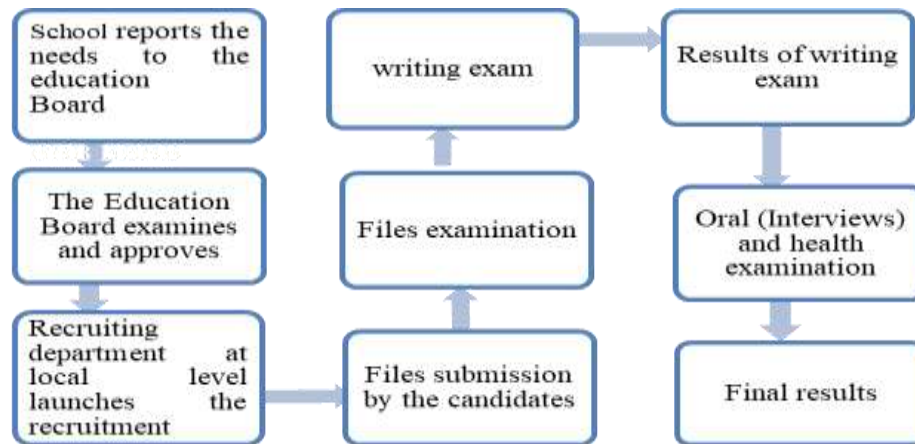 School reports the
needs to the
education
Board
The Education
Board examines
and approves
Recruiting
department at
local level
launches the
recruitment
Files submission
by the candidates
Files examination
writing exam
Results of writing
exam
Oral (Interviews)
and health
examination
Final results